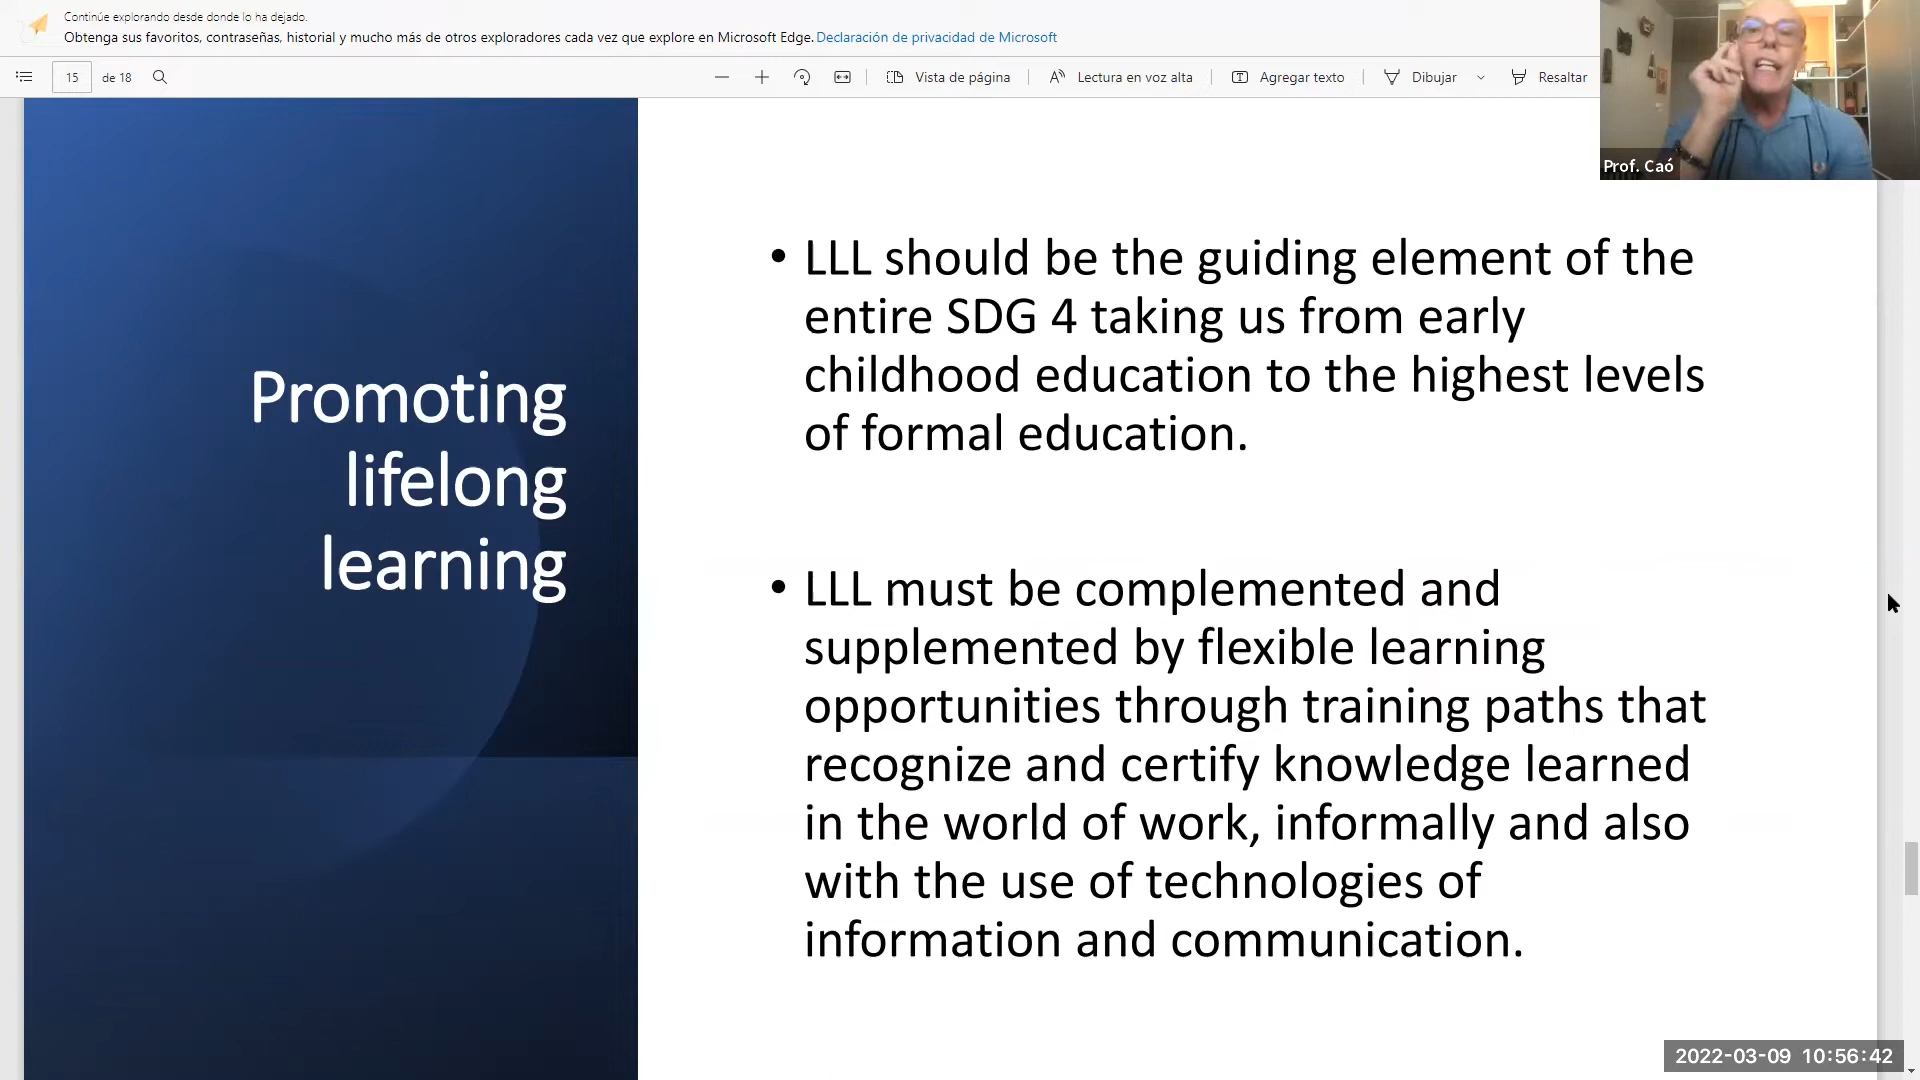 Continúe explorando desde donde lo ha dejado.
Obtenga sus favoritos, contraseñas, historial y mucho más de otros exploradores cada vez que explore en Microsoft Edge. Declaración de privacidad de Microsoft
15 de 18 Vista de página Lectura en voz alta Agregar texto Dibujar Resaltar
Prof. Caó
Promoting
lifelong
learning
• LLL should be the guiding element of the
entire SDG 4 taking us from early
childhood education to the highest levels
of formal education.
• LLL must be complemented and
supplemented by flexible learning
opportunities through training paths that
recognize and certify knowledge learned
in the world of work, informally and also
with the use of technologies of
information and communication.
2022-03-09 10:56:42